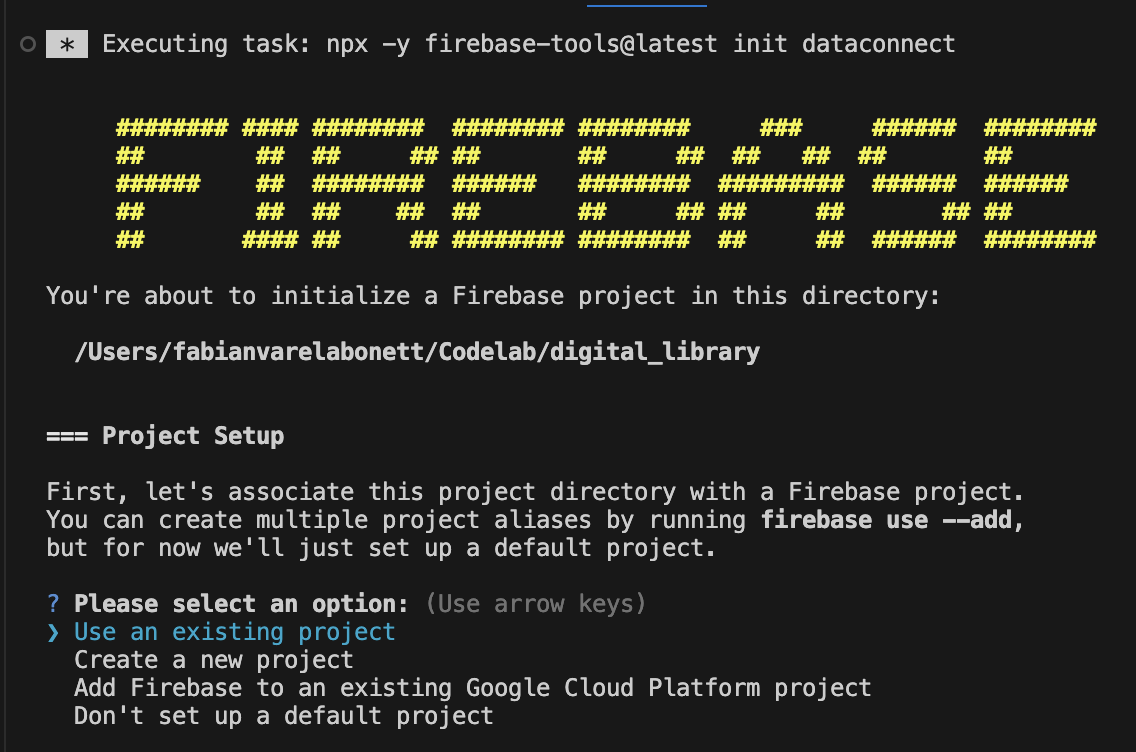 * Executing task: npx -y firebase-tools@latest init dataconnect
######## #### ########  ######## ########     ###     ######  ########
##        ##  ##     ## ##       ##     ##  ##   ##  ##       ##
######    ##  ########  ######   ########  #########  ######  ######
##        ##  ##    ##  ##       ##     ## ##     ##       ## ##
##       #### ##     ## ######## ########  ##     ##  ######  ########
You're about to initialize a Firebase project in this directory:
/Users/fabianvarelabonett/Codelab/digital_library
=== Project Setup
First, let's associate this project directory with a Firebase project.
You can create multiple project aliases by running firebase use --add,
but for now we'll just set up a default project.
? Please select an option: (Use arrow keys)
❯ Use an existing project
Create a new project
Add Firebase to an existing Google Cloud Platform project
Don't set up a default project